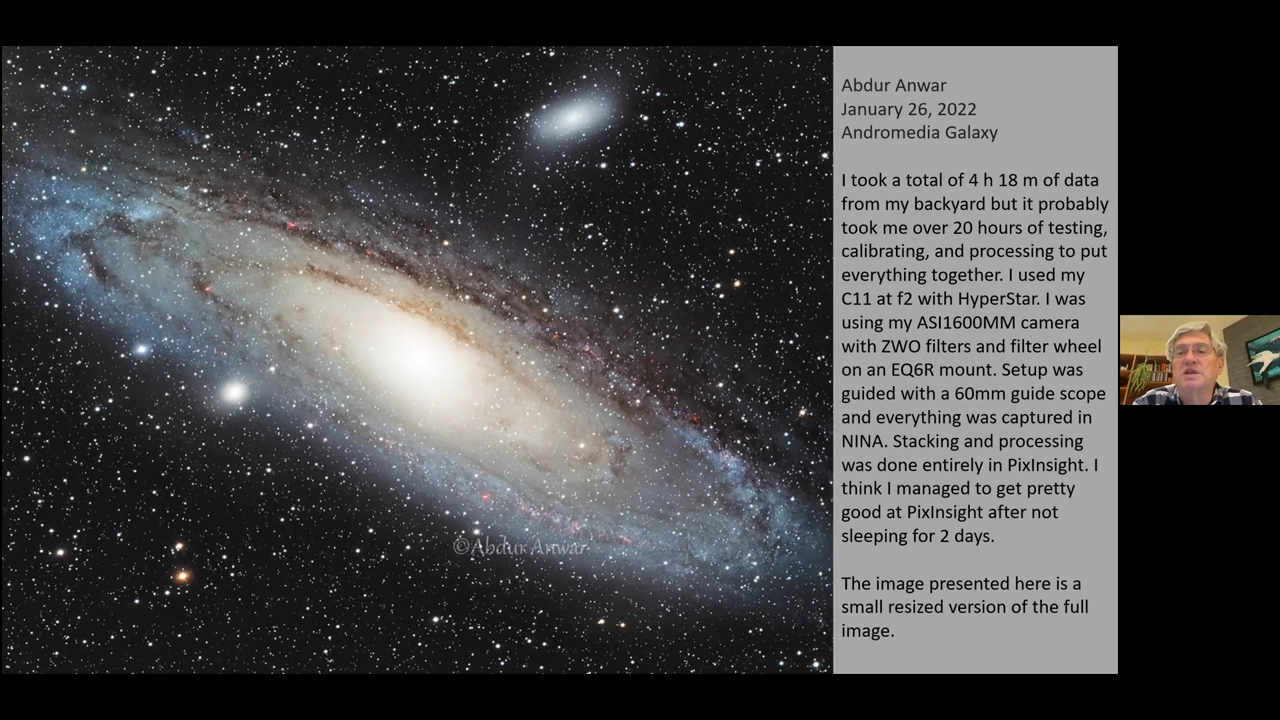 Abdur Anwar
January 26, 2022
Andromedia Galaxy
I took a total of 4 h 18 m of data
from my backyard but it probably
took me over 20 hours of testing,
calibrating, and processing to put
everything together. I used my
C11 at f2 with HyperStar. I was
using my ASI1600MM camera
with ZWO filters and filter wheel
on an EQ6R mount. Setup was
guided with a 60mm guide scope
and everything was captured in
NINA. Stacking and processing
was done entirely in PixInsight. I
think I managed to get pretty
good at PixInsight after not
sleeping for 2 days.
The image presented here is a
small resized version of the full
image.
©Abdur Anwar